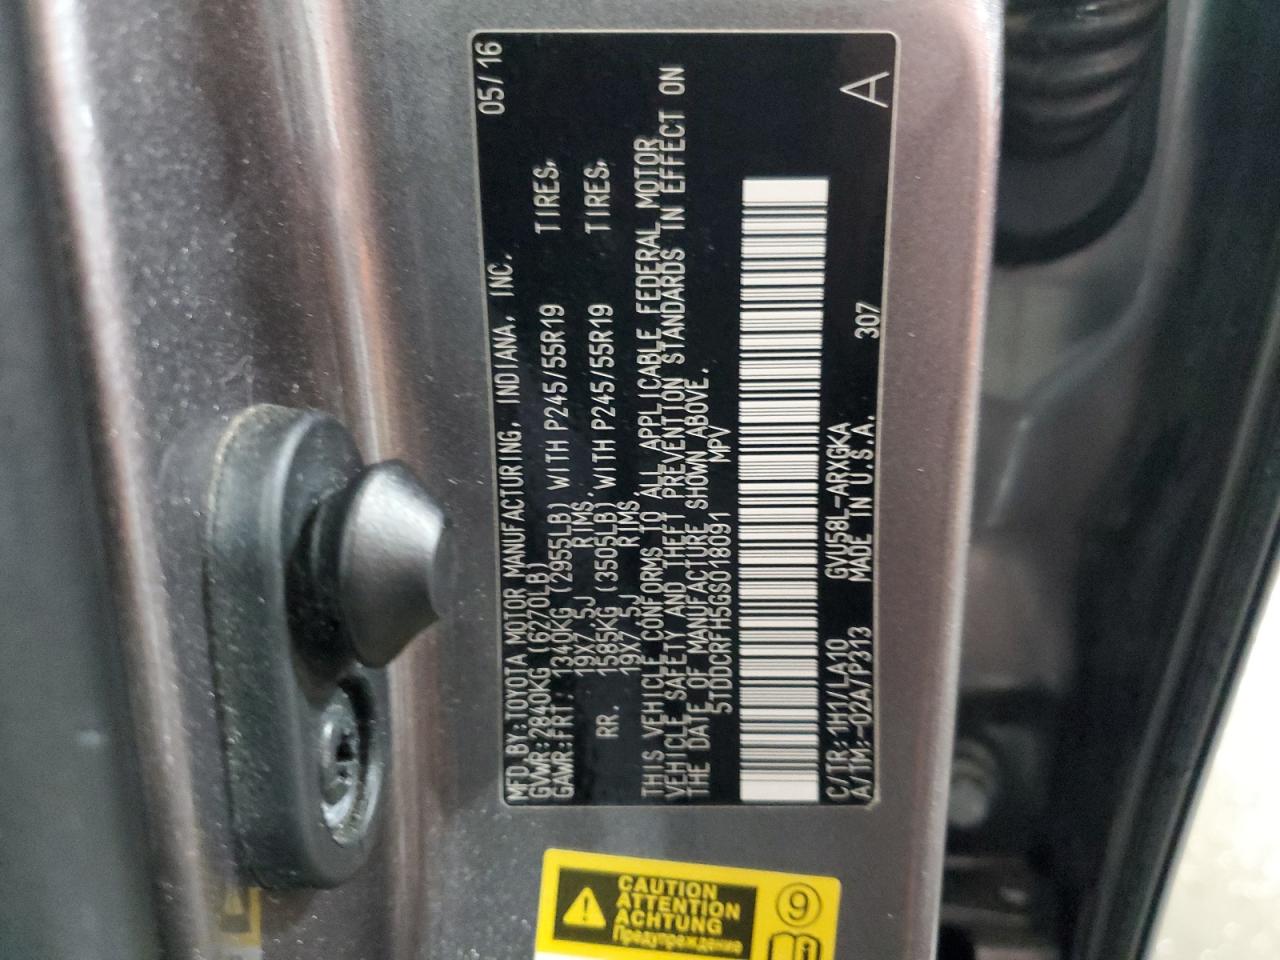 MFD. BY: TOYOTA MOTOR MANUFACTURING, INDIANA, INC. 05/16
GVWR: 2840KG (6270LB)
GAWR: FRT: 1340KG (2955LB) WITH P245/55R19 TIRES,
19X7.5J RIMS,
RR. 1585KG (3505LB) WITH P245/55R19 TIRES,
19X7.5J RIMS,
THIS VEHICLE CONFORMS TO ALL APPLICABLE FEDERAL MOTOR
VEHICLE SAFETY AND THEFT PREVENTION STANDARDS IN EFFECT ON
THE DATE OF MANUFACTURE SHOWN ABOVE.
5TDDCRFH5GS018091 MPV
C/TR: 1H1/LA10 GVU58L-ARXGKA 307 A
A/TM: -02A/P313 MADE IN U.S.A.
CAUTION
ATTENTION
ACHTUNG
Предупреждение
9